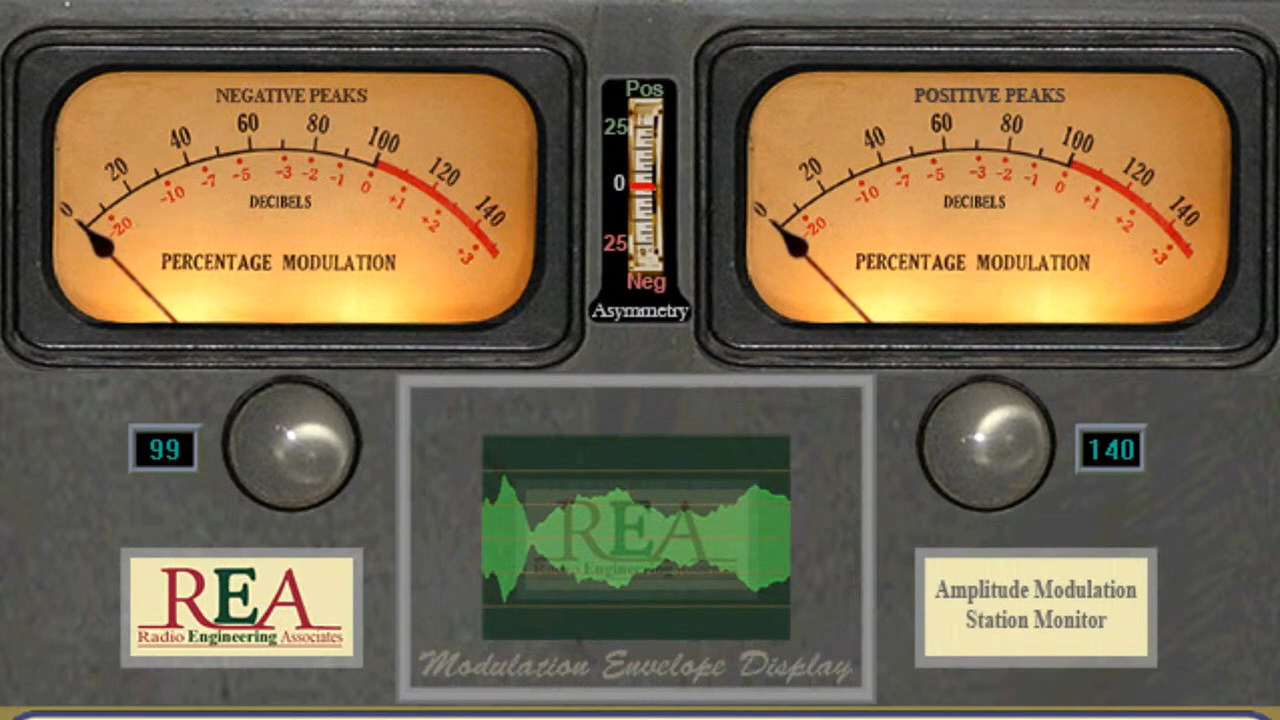 NEGATIVE PEAKS
0 20 40 60 80 100 120 140
-20 -10 -7 -5 -3 -2 -1 0 +1 +2 +3
DECIBELS
PERCENTAGE MODULATION
Pos
25
0
25
Neg
Asymmetry
POSITIVE PEAKS
0 20 40 60 80 100 120 140
-20 -10 -7 -5 -3 -2 -1 0 +1 +2 -3
DECIBELS
PERCENTAGE MODULATION
99
140
REA
Radio Engineering Associates
REA
Radio Engineering Associates
Modulation Envelope Display
Amplitude Modulation
Station Monitor